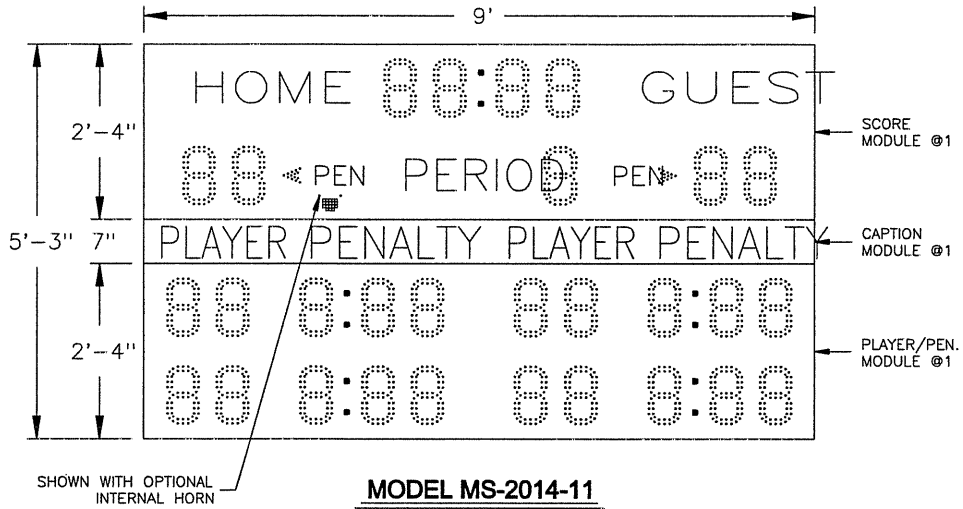 9'
HOME 88:88 GUEST
2'-4"
SCORE
MODULE @1
88 PEN PERIOD 8 PEN 88
5'-3" 7" PLAYER PENALTY PLAYER PENALTY
CAPTION
MODULE @1
88 8:88 88 8:88
2'-4"
PLAYER/PEN.
MODULE @1
88 8:88 88 8:88
SHOWN WITH OPTIONAL
INTERNAL HORN
MODEL MS-2014-11